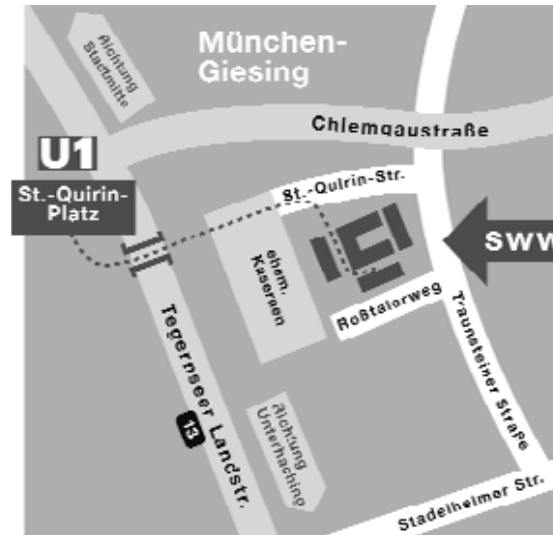 München-
Giesing
Richtung
Stadtmitte
Chiemgaustraße
U1
St.-Quirin-
Platz
St.-Quirin-Str.
SWW
ehem.
Kasernen
Roßtalerweg
Traunsteiner Straße
Tegernseer Landstr.
13
Richtung
Unterhaching
Stadelheimer Str.